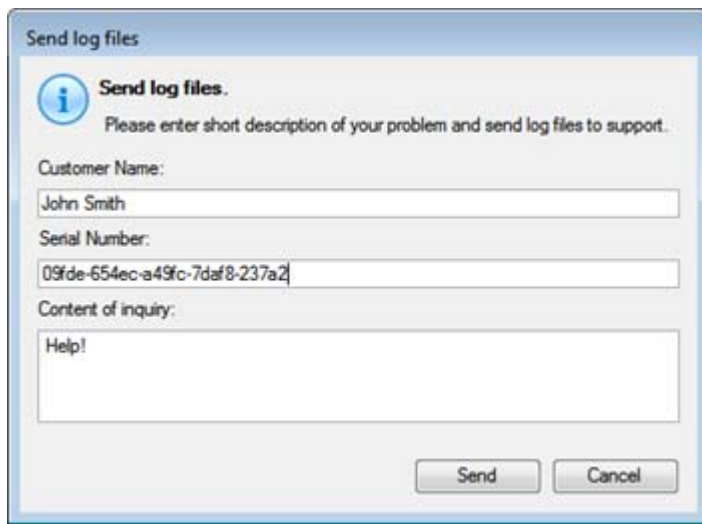 Send log files
Send log files.
Please enter short description of your problem and send log files to support.
Customer Name:
John Smith
Serial Number:
09fde-654ec-a49fc-7daf8-237a2
Content of inquiry:
Help!
Send
Cancel